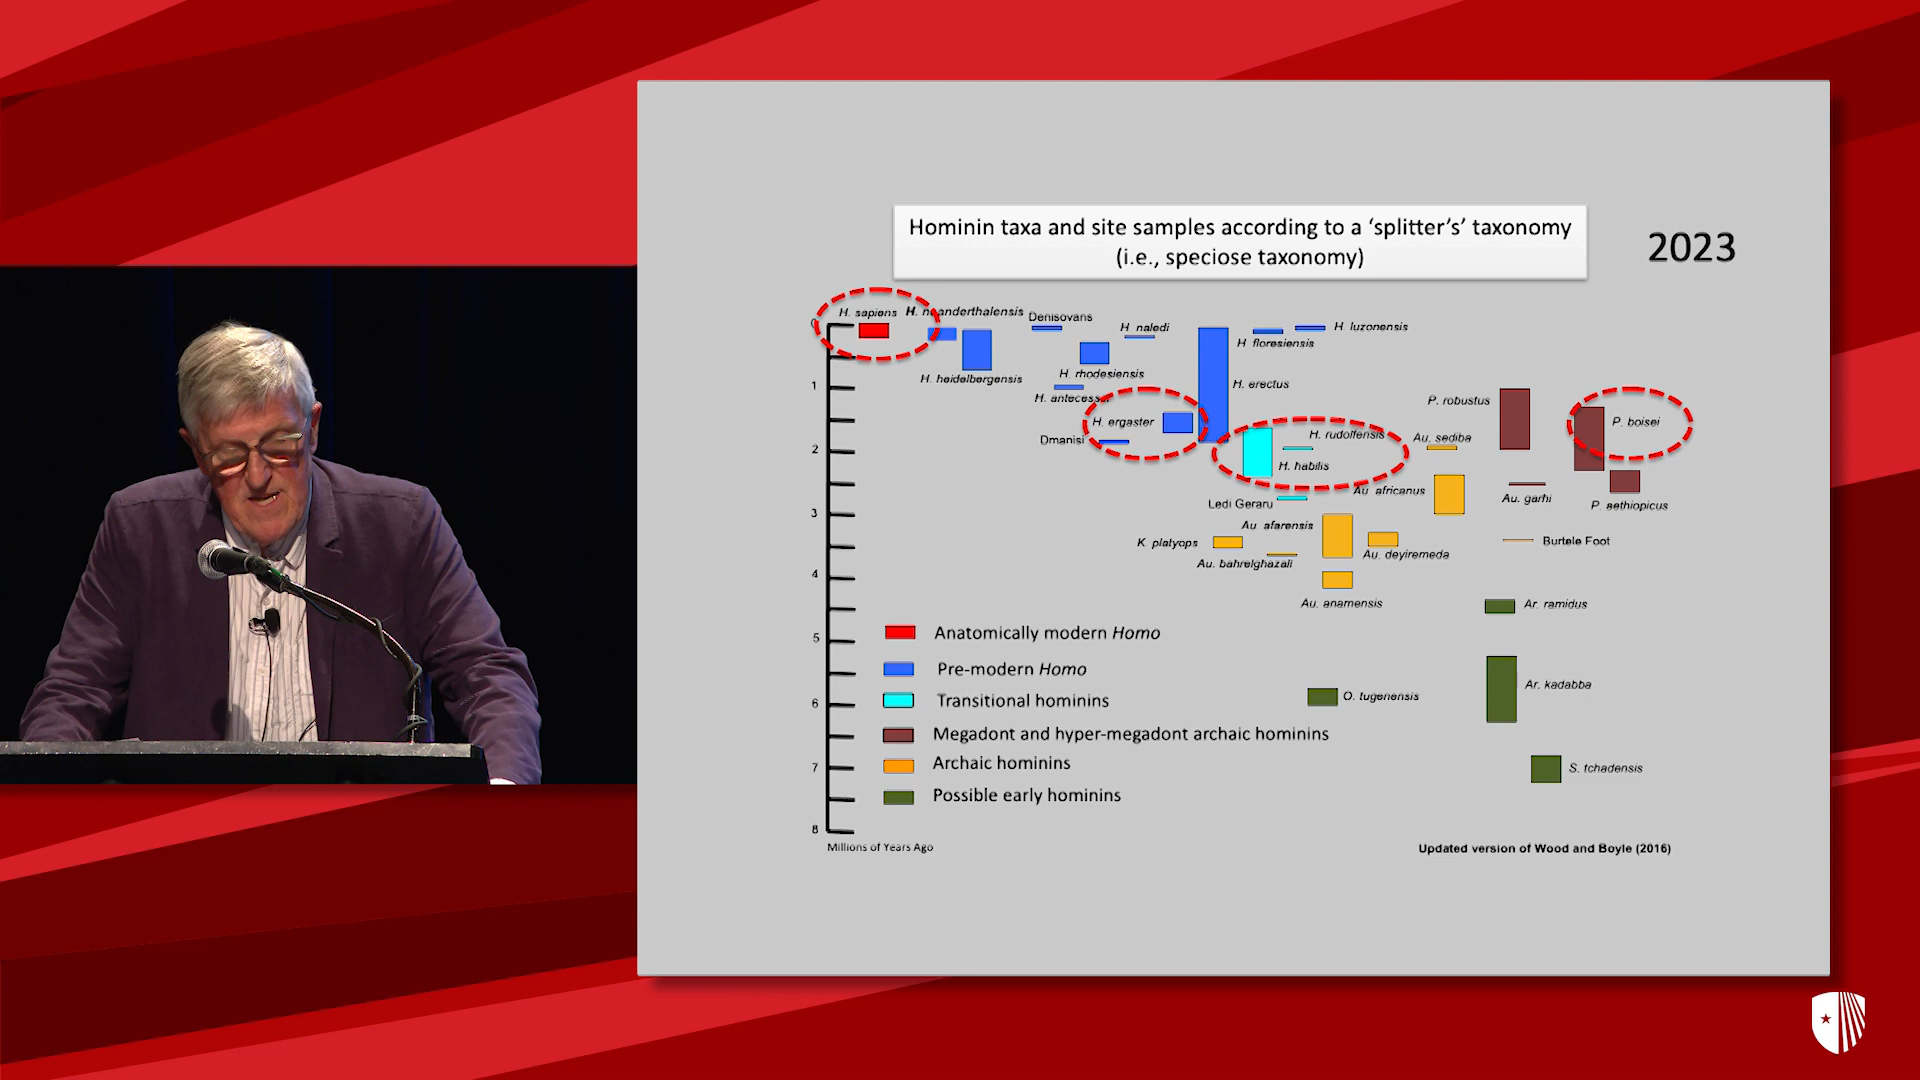 Hominin taxa and site samples according to a ‘splitter’s’ taxonomy
(i.e., speciose taxonomy)
2023
H. sapiens
H. neanderthalensis
Denisovans
H. naledi
H. luzonensis
H. floresiensis
H. heidelbergensis
H. rhodesiensis
H. erectus
H. antecessor
P. robustus
H. ergaster
P. boisei
Dmanisi
H. rudolfensis
Au. sediba
H. habilis
Au. africanus
Au. garhi
Ledi Geraru
P. aethiopicus
Au. afarensis
K. platyops
Burtele Foot
Au. deyiremeda
Au. bahrelghazali
Au. anamensis
Ar. ramidus
Ar. kadabba
O. tugenensis
S. tchadensis
0
1
2
3
4
5
6
7
8
Millions of Years Ago
Anatomically modern Homo
Pre-modern Homo
Transitional hominins
Megadont and hyper-megadont archaic hominins
Archaic hominins
Possible early hominins
Updated version of Wood and Boyle (2016)